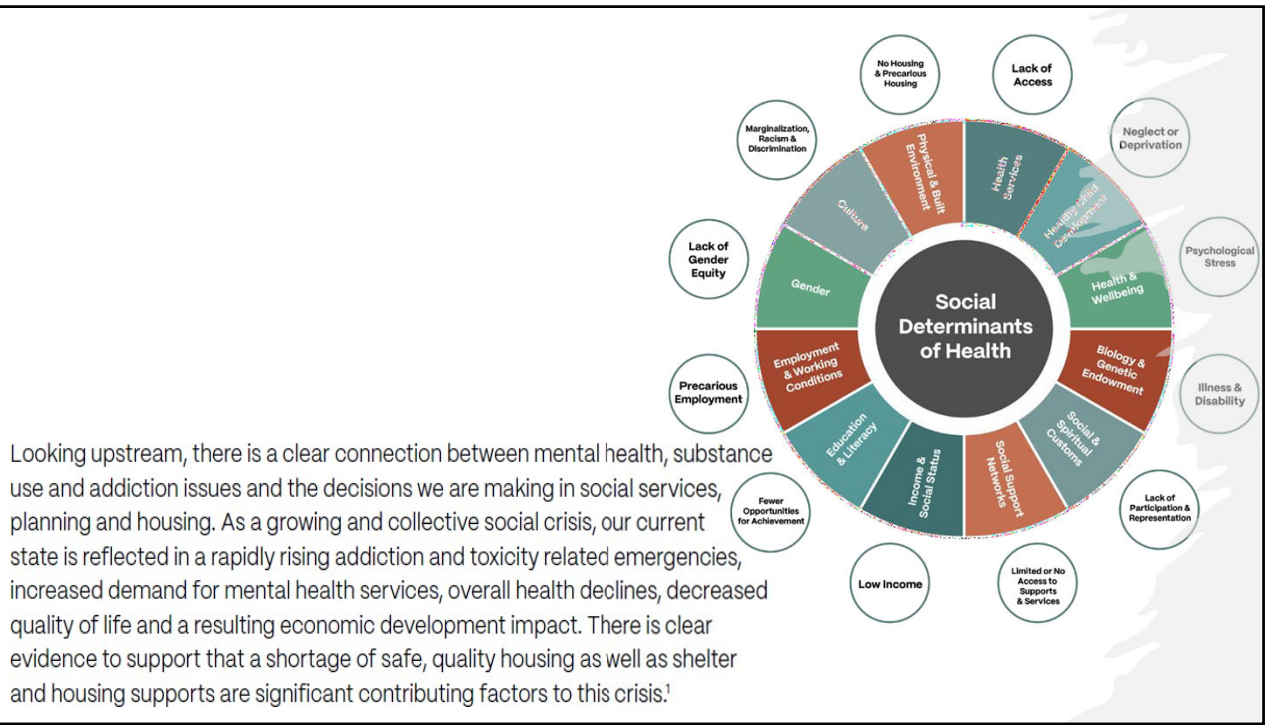 No Housing
& Precarious
Housing
Lack of
Access
Marginalization,
Racism &
Discrimination
Neglect or
Deprivation
Physical & Built
Environment
Health
Services
Culture
Healthy Child
Development
Lack of
Gender
Equity
Psychological
Stress
Gender
Health &
Wellbeing
Social
Determinants
of Health
Employment
& Working
Conditions
Biology &
Genetic
Endowment
Precarious
Employment
Illness &
Disability
Education
& Literacy
Social &
Spiritual
Customs
Income &
Social Status
Social Support
Networks
Fewer
Opportunities
for Achievement
Lack of
Participation &
Representation
Low Income
Limited or No
Access to
Supports
& Services
Looking upstream, there is a clear connection between mental health, substance
use and addiction issues and the decisions we are making in social services,
planning and housing. As a growing and collective social crisis, our current
state is reflected in a rapidly rising addiction and toxicity related emergencies,
increased demand for mental health services, overall health declines, decreased
quality of life and a resulting economic development impact. There is clear
evidence to support that a shortage of safe, quality housing as well as shelter
and housing supports are significant contributing factors to this crisis.¹